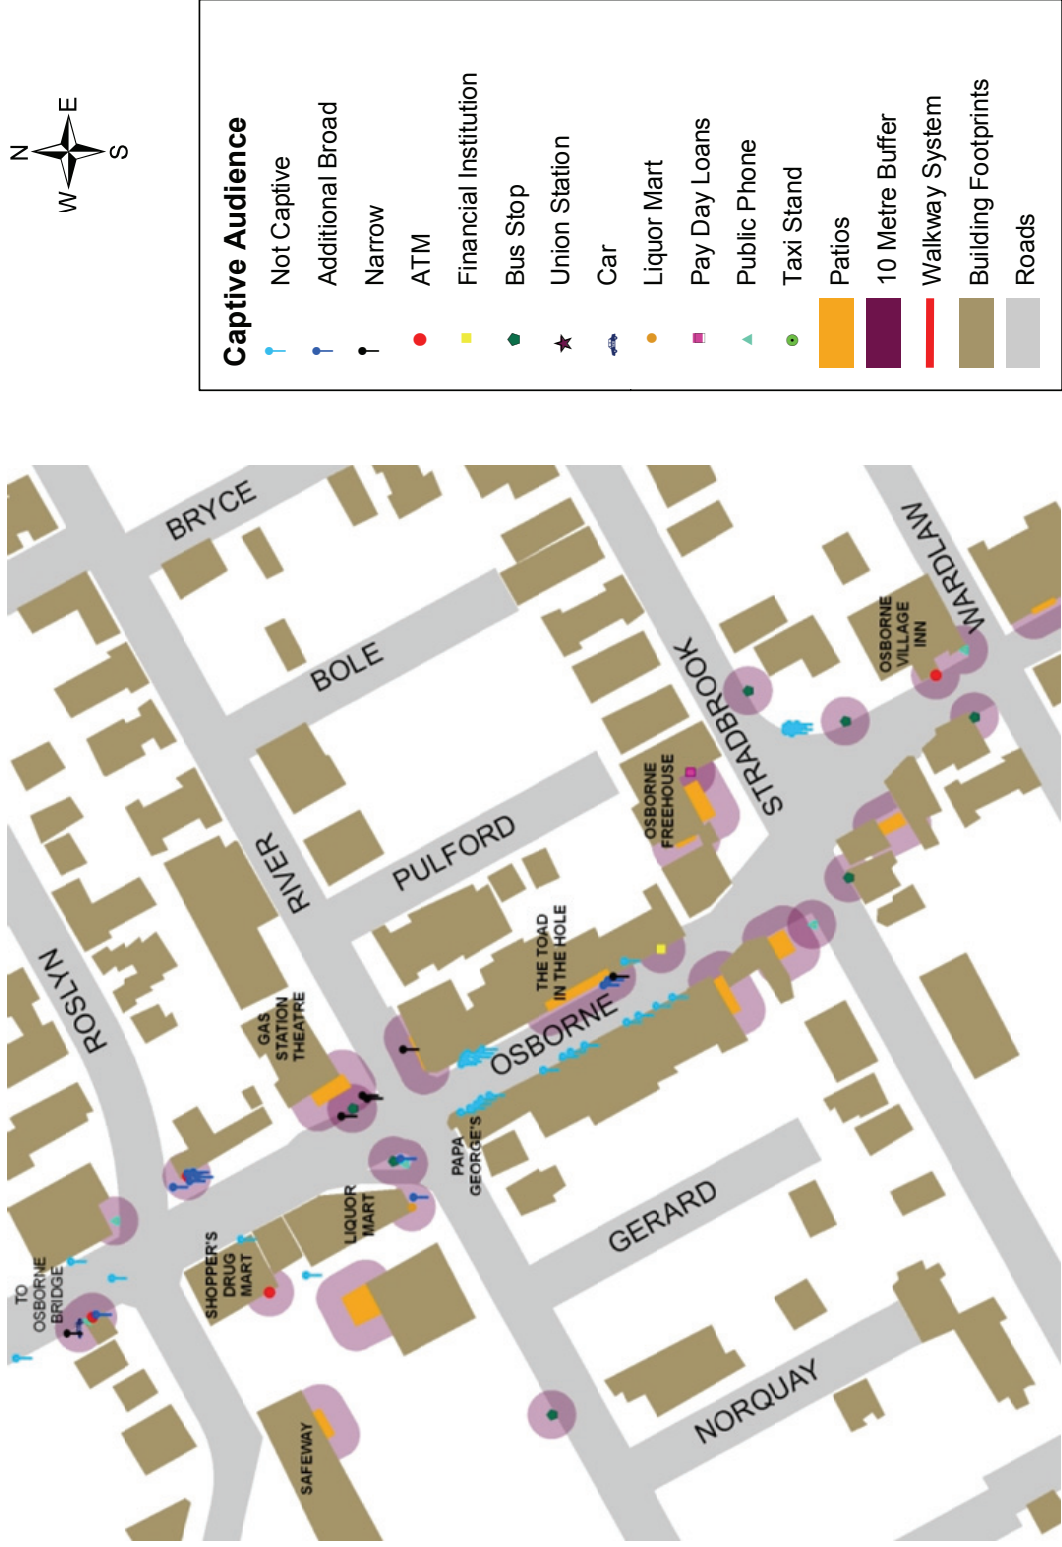 N
W
E
S
Captive Audience
Not Captive
Additional Broad
Narrow
ATM
Financial Institution
Bus Stop
Union Station
Car
Liquor Mart
Pay Day Loans
Public Phone
Taxi Stand
Patios
10 Metre Buffer
Walkway System
Building Footprints
Roads
BRYCE
BOLE
ROSLYN
RIVER
PULFORD
STRADBROOK
WARDLAW
OSBORNE
VILLAGE
INN
OSBORNE
FREEHOUSE
THE TOAD
IN THE HOLE
OSBORNE
GAS
STATION
THEATRE
PAPA
GEORGE'S
LIQUOR
MART
SHOPPER'S
DRUG
MART
TO
OSBORNE
BRIDGE
SAFEWAY
GERARD
NORQUAY